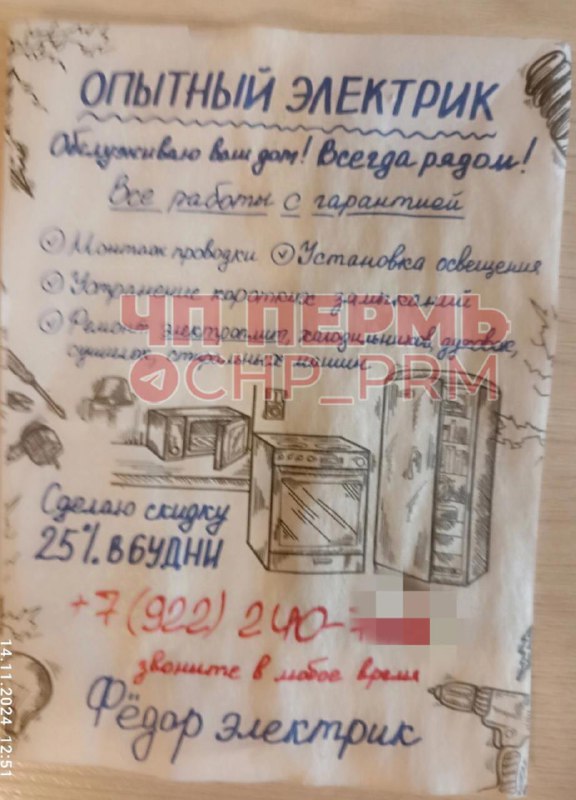 ОПЫТНЫЙ ЭЛЕКТРИК
Обслуживаю ваш дом! Всегда рядом!
Все работы с гарантией
Монтаж проводки Установка освещения
Устранение коротких замыканий
Ремонт электроплит, холодильников, духовок,
сушилок, стиральных машин
ЧП ПЕРМЬ
CHP_PRM
Сделаю скидку
25% В БУДНИ
+7 (922) 240-
звоните в любое время
Фёдор электрик
14.11.2024 12:51